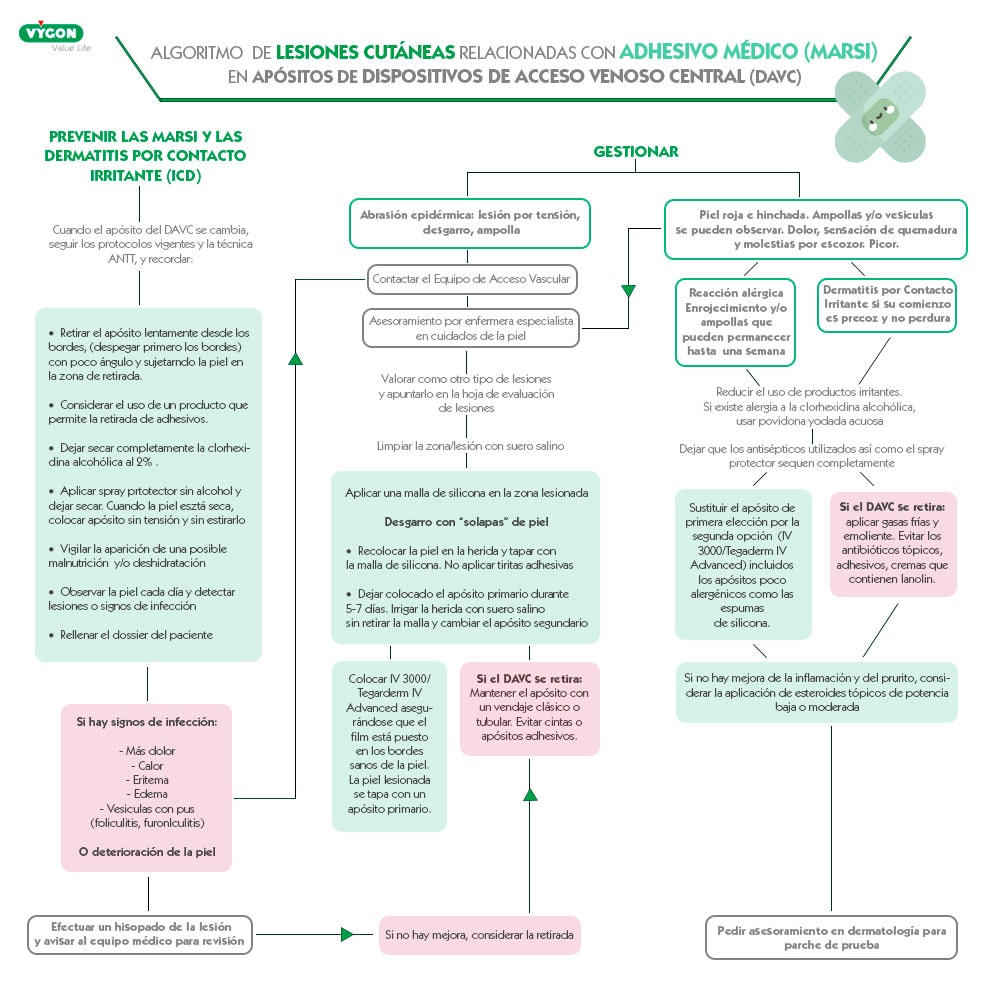 VYGON
Value Life
ALGORITMO DE LESIONES CUTÁNEAS RELACIONADAS CON ADHESIVO MÉDICO (MARSI)
EN APÓSITOS DE DISPOSITIVOS DE ACCESO VENOSO CENTRAL (DAVC)
PREVENIR LAS MARSI Y LAS
DERMATITIS POR CONTACTO
IRRITANTE (ICD)
Cuando el apósito del DAVC se cambia,
seguir los protocolos vigentes y la técnica
ANTT, y recordar:
• Retirar el apósito lentamente desde los
bordes, (despegar primero los bordes)
con poco ángulo y sujetarndo la piel en
la zona de retirada.
• Considerar el uso de un producto que
permite la retirada de adhesivos.
• Dejar secar completamente la clorhexi-
dina alcohólica al 2% .
• Aplicar spray prtotector sin alcohol y
dejar secar. Cuando la piel esztá seca,
colocar apósito sin tensión y sin estirarlo
• Vigilar la aparición de una posible
malnutrición y/o deshidratación
• Observar la piel cada día y detectar
lesiones o signos de infección
• Rellenar el dossier del paciente
Si hay signos de infección:
- Más dolor
- Calor
- Eritema
- Edema
- Vesiculas con pus
(foliculitis, furonlculitis)
O deterioración de la piel
Efectuar un hisopado de la lesión
y avisar al equipo médico para revisión
GESTIONAR
Abrasión epidérmica: lesión por tensión,
desgarro, ampolla
Contactar el Equipo de Acceso Vascular
Asesoramiento por enfermera especialista
en cuidados de la piel
Valorar como otro tipo de lesiones
y apuntarlo en la hoja de evaluación
de lesiones
Limpiar la zona/lesión con suero salino
Aplicar una malla de silicona en la zona lesionada
Desgarro con “solapas” de piel
• Recolocar la piel en la herida y tapar con
la malla de silicona. No aplicar tiritas adhesivas
• Dejar colocado el apósito primario durante
5-7 días. Irrigar la herida con suero salino
sin retirar la malla y cambiar el apósito segundario
Colocar IV 3000/
Tegarderm IV
Advanced asegu-
rándose que el
film está puesto
en los bordes
sanos de la piel.
La piel lesionada
se tapa con un
apósito primario.
Si el DAVC se retira:
Mantener el apósito con
un vendaje clásico o
tubular. Evitar cintas o
apósitos adhesivos.
Si no hay mejora, considerar la retirada
Piel roja e hinchada. Ampollas y/o vesiculas
se pueden observar. Dolor, sensación de quemadura
y molestias por escozor. Picor.
Reacción alérgica
Enrojecimiento y/o
ampollas que
pueden permanecer
hasta una semana
Dermatitis por Contacto
Irritante si su comienzo
es precoz y no perdura
Reducir el uso de productos irritantes.
Si existe alergia a la clorhexidina alcohólica,
usar povidona yodada acuosa
Dejar que los antisépticos utilizados así como el spray
protector sequen completamente
Sustituir el apósito de
primera elección por la
segunda opción (IV
3000/Tegaderm IV
Advanced) incluidos
los apósitos poco
alergénicos como las
espumas
de silicona.
Si el DAVC se retira:
aplicar gasas frías y
emoliente. Evitar los
antibióticos tópicos,
adhesivos, cremas que
contienen lanolin.
Si no hay mejora de la inflamación y del prurito, consi-
derar la aplicación de esteroides tópicos de potencia
baja o moderada
Pedir asesoramiento en dermatología para
parche de prueba